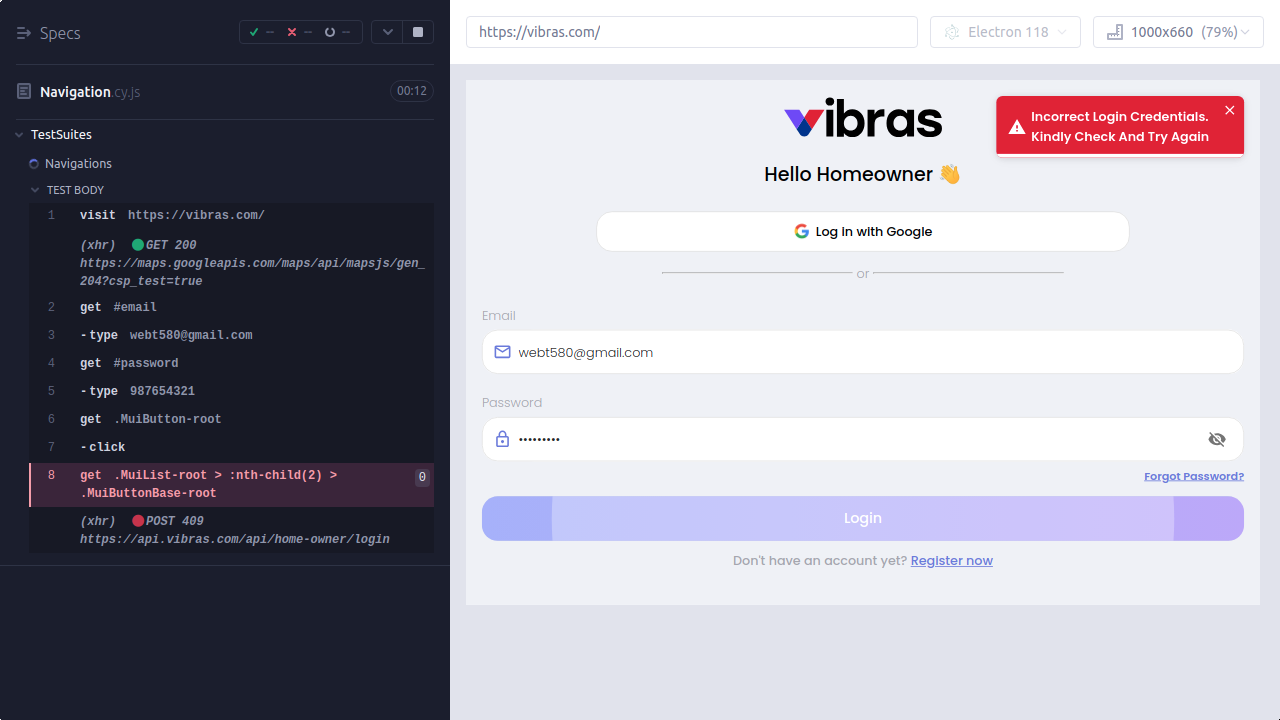 Specs
-- -- --
Navigation.cy.js
00:12
TestSuites
Navigations
TEST BODY
1 visit https://vibras.com/
(xhr) GET 200
https://maps.googleapis.com/maps/api/mapsjs/gen_
204?csp_test=true
2 get #email
3 -type webt580@gmail.com
4 get #password
5 -type 987654321
6 get .MuiButton-root
7 -click
8 get .MuiList-root > :nth-child(2) > 0
.MuiButtonBase-root
(xhr) POST 409
https://api.vibras.com/api/home-owner/login
https://vibras.com/
Electron 118
1000x660 (79%)
vibras
Incorrect Login Credentials.
Kindly Check And Try Again
Hello Homeowner 👋
Log In with Google
or
Email
webt580@gmail.com
Password
•••••••••
Forgot Password?
Login
Don't have an account yet? Register now